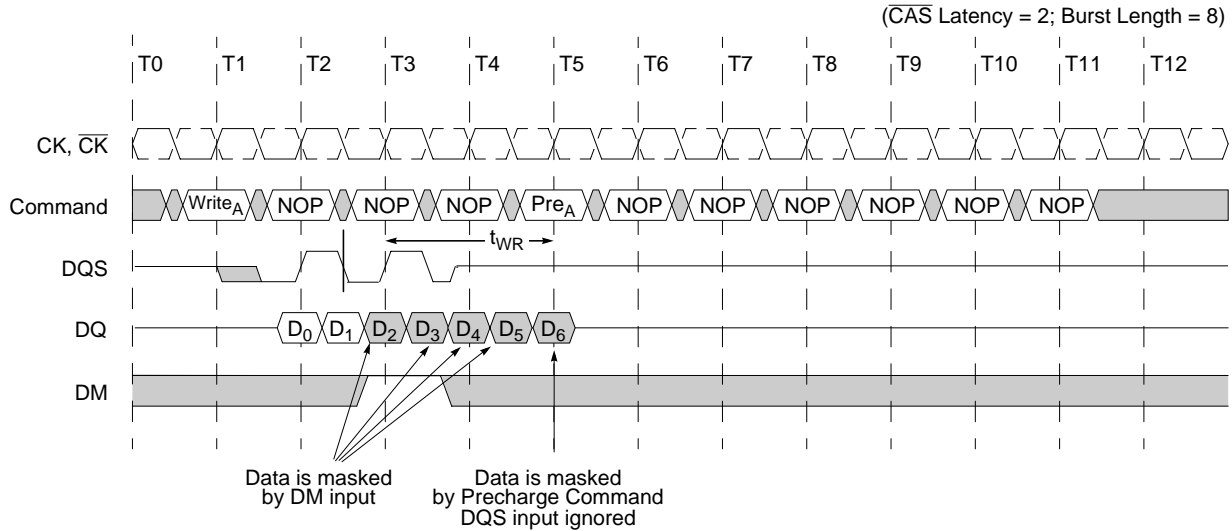 (CAS Latency = 2; Burst Length = 8)
T0 T1 T2 T3 T4 T5 T6 T7 T8 T9 T10 T11 T12
CK, CK
Command WriteA NOP NOP NOP PreA NOP NOP NOP NOP NOP NOP
tWR
DQS
DQ D0 D1 D2 D3 D4 D5 D6
DM
Data is masked
by DM input
Data is masked
by Precharge Command
DQS input ignored